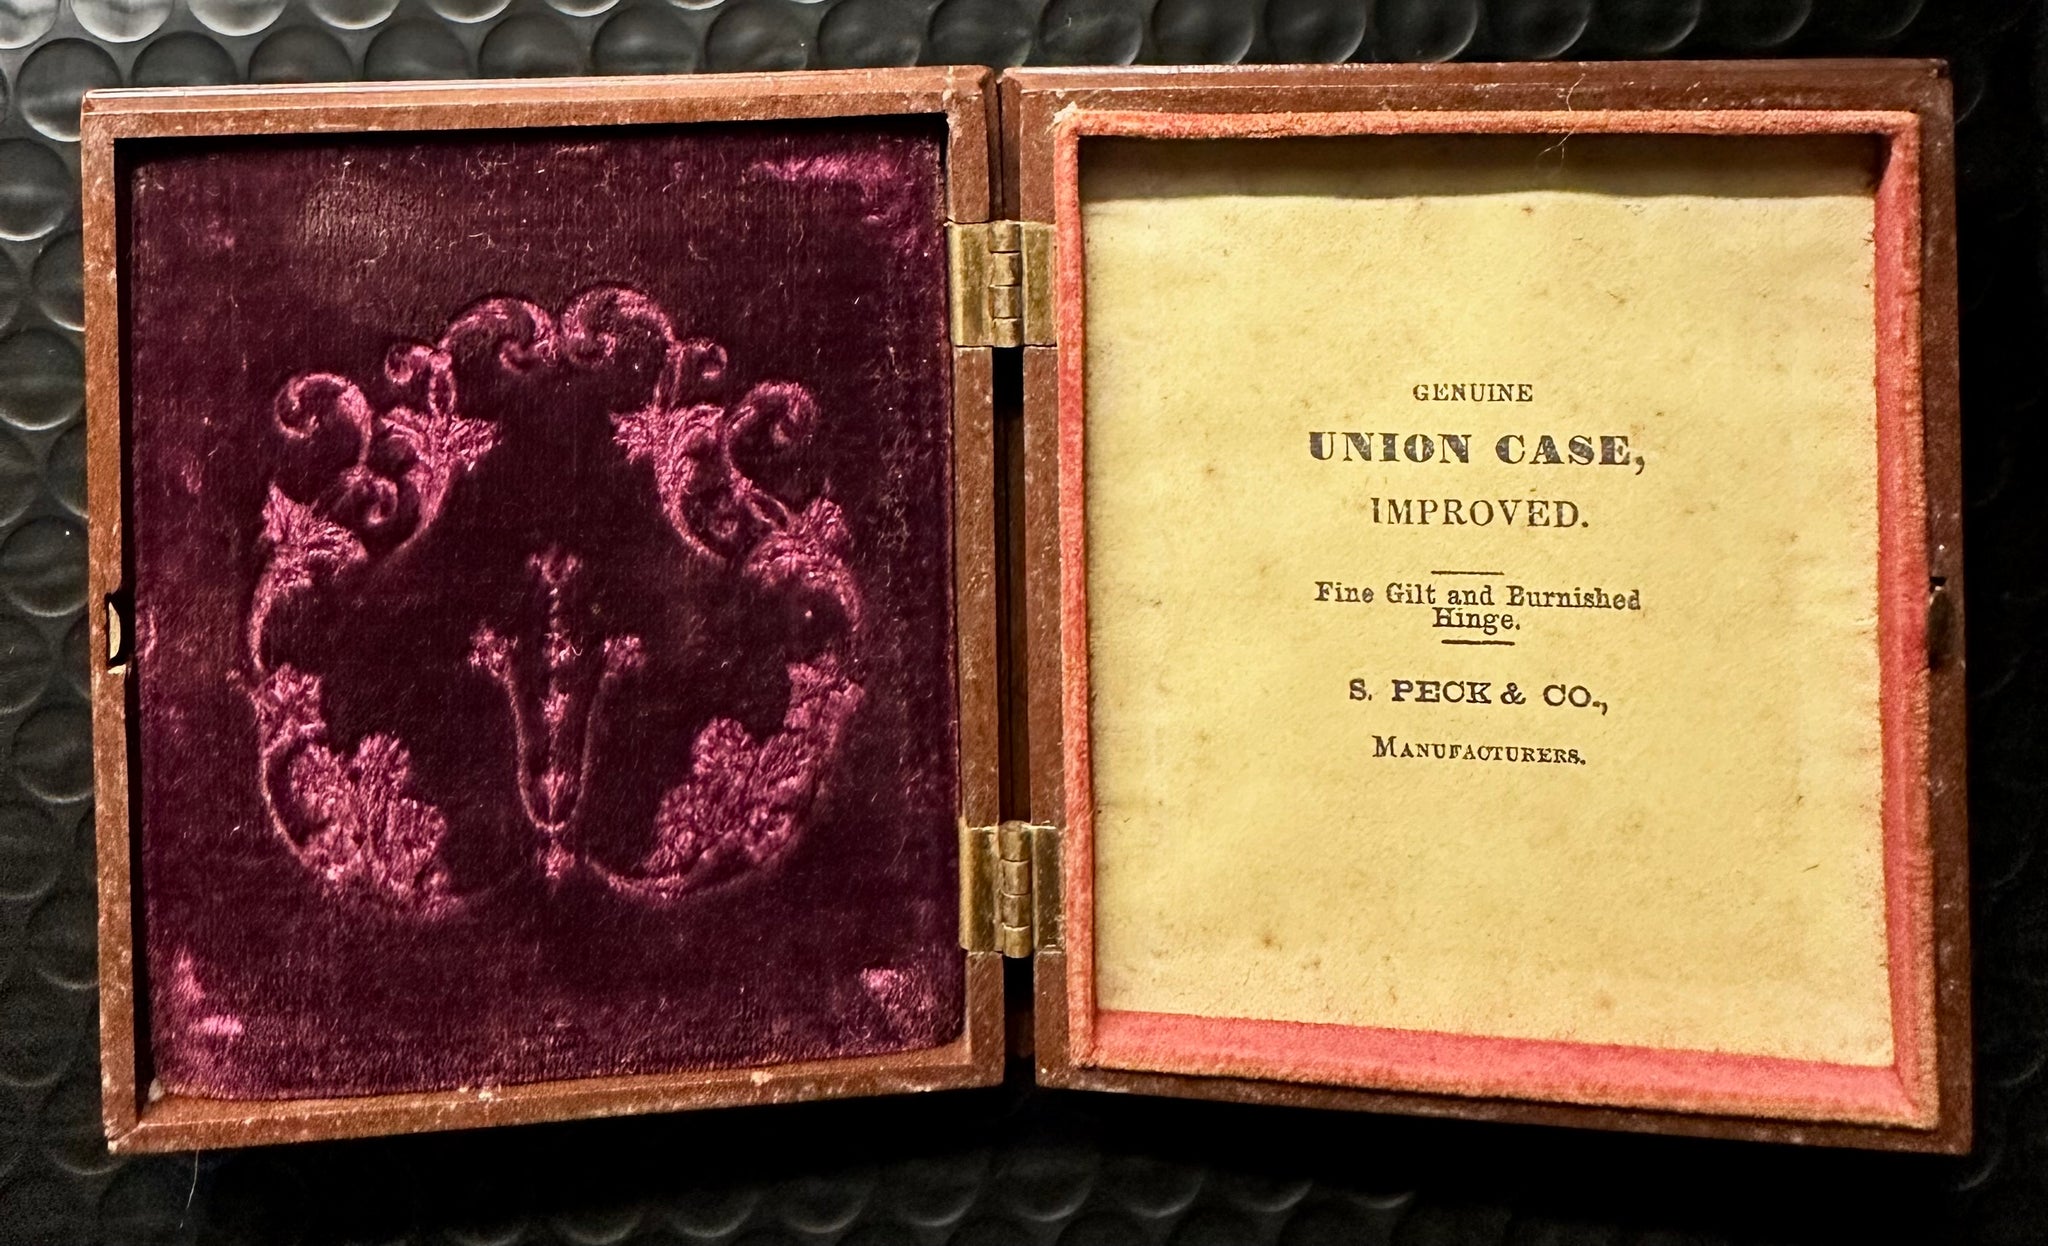 GENUINE
UNION CASE,
IMPROVED.
Fine Gilt and Burnished
Hinge.
S. PECK & CO.,
MANUFACTURERS.